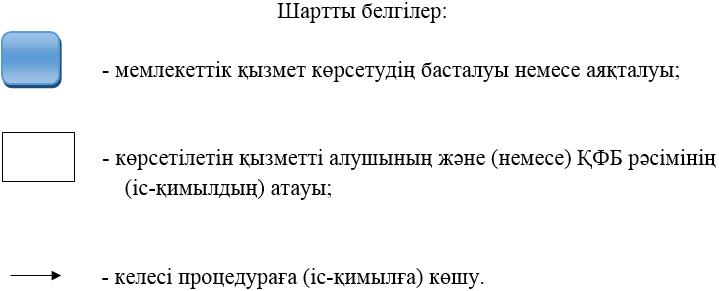 Шартты белгілер:
- мемлекеттік қызмет көрсетудің басталуы немесе аяқталуы;
- көрсетілетін қызметті алушының және (немесе) ҚФБ рәсімінің
(іс-қимылдың) атауы;
- келесі процедураға (іс-қимылға) көшу.